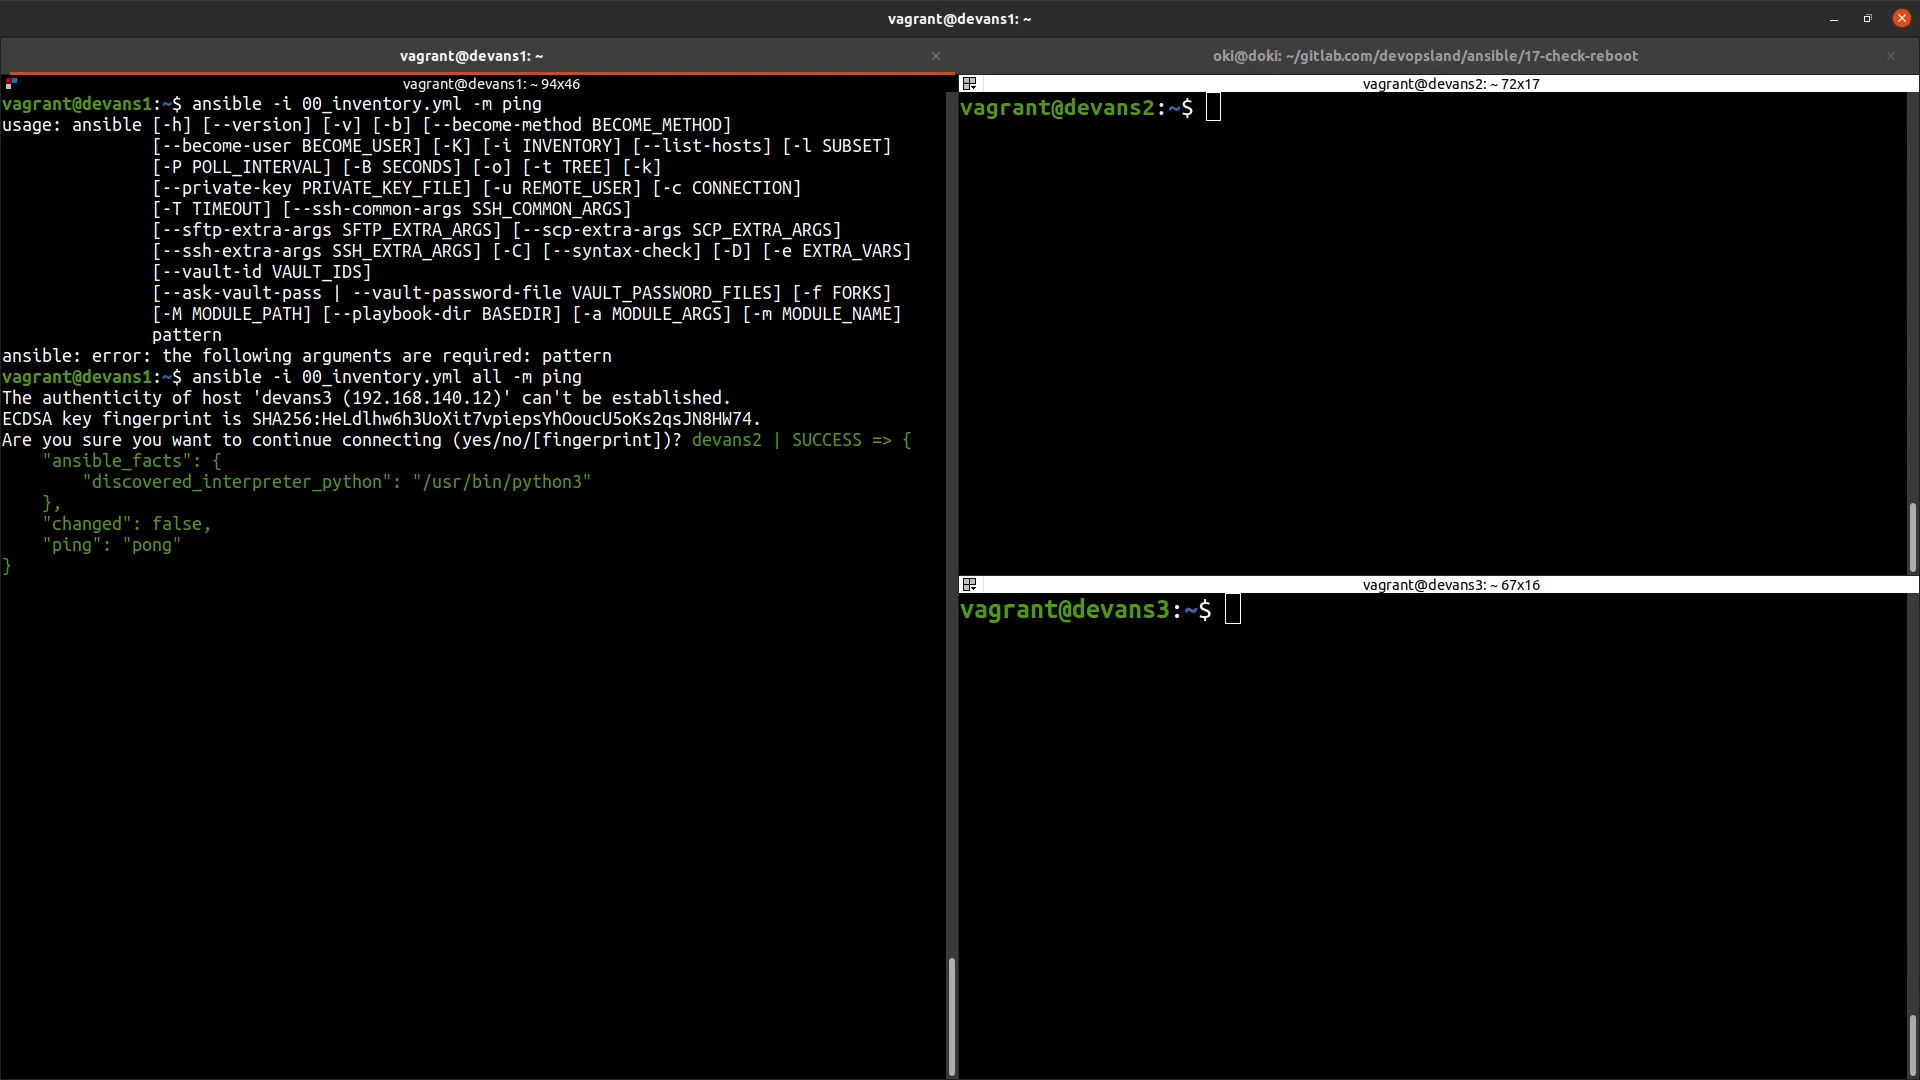 vagrant@devans1: ~
vagrant@devans1: ~
oki@doki: ~/gitlab.com/devopsland/ansible/17-check-reboot
vagrant@devans1: ~ 94x46
vagrant@devans1:~$ ansible -i 00_inventory.yml -m ping
usage: ansible [-h] [--version] [-v] [-b] [--become-method BECOME_METHOD]
[--become-user BECOME_USER] [-K] [-i INVENTORY] [--list-hosts] [-l SUBSET]
[-P POLL_INTERVAL] [-B SECONDS] [-o] [-t TREE] [-k]
[--private-key PRIVATE_KEY_FILE] [-u REMOTE_USER] [-c CONNECTION]
[-T TIMEOUT] [--ssh-common-args SSH_COMMON_ARGS]
[--sftp-extra-args SFTP_EXTRA_ARGS] [--scp-extra-args SCP_EXTRA_ARGS]
[--ssh-extra-args SSH_EXTRA_ARGS] [-C] [--syntax-check] [-D] [-e EXTRA_VARS]
[--vault-id VAULT_IDS]
[--ask-vault-pass | --vault-password-file VAULT_PASSWORD_FILES] [-f FORKS]
[-M MODULE_PATH] [--playbook-dir BASEDIR] [-a MODULE_ARGS] [-m MODULE_NAME]
pattern
ansible: error: the following arguments are required: pattern
vagrant@devans1:~$ ansible -i 00_inventory.yml all -m ping
The authenticity of host 'devans3 (192.168.140.12)' can't be established.
ECDSA key fingerprint is SHA256:HeLdlhw6h3UoXit7vpiepsYhOoucU5oKs2qsJN8HW74.
Are you sure you want to continue connecting (yes/no/[fingerprint])? devans2 | SUCCESS => {
"ansible_facts": {
"discovered_interpreter_python": "/usr/bin/python3"
},
"changed": false,
"ping": "pong"
}
vagrant@devans2: ~ 72x17
vagrant@devans2:~$
vagrant@devans3: ~ 67x16
vagrant@devans3:~$